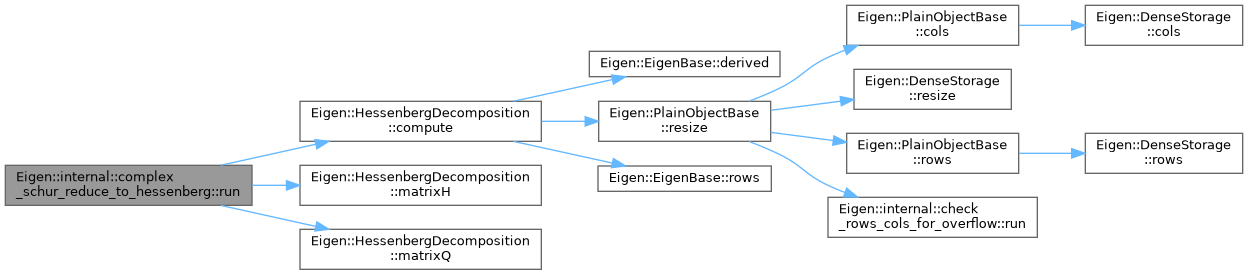 Eigen::internal::complex
_schur_reduce_to_hessenberg::run
Eigen::HessenbergDecomposition
::compute
Eigen::HessenbergDecomposition
::matrixH
Eigen::HessenbergDecomposition
::matrixQ
Eigen::EigenBase::derived
Eigen::PlainObjectBase
::resize
Eigen::EigenBase::rows
Eigen::PlainObjectBase
::cols
Eigen::DenseStorage
::resize
Eigen::PlainObjectBase
::rows
Eigen::internal::check
_rows_cols_for_overflow::run
Eigen::DenseStorage
::cols
Eigen::DenseStorage
::rows